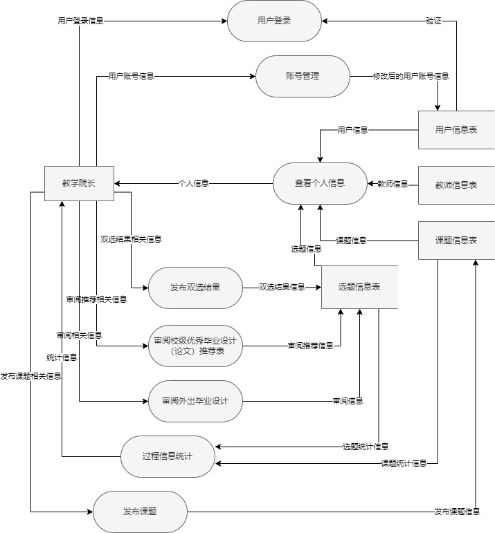 用户登录信息
用户登录
验证
用户账号信息
账号管理
修改后的用户账号信息
用户信息
用户信息表
教学院长
个人信息
查看个人信息
教师信息
教师信息表
双选结果相关信息
选题信息
课题信息
课题信息表
发布双选结果
双选结果信息
选题信息表
审阅推荐相关信息
审阅相关信息
审阅校级优秀毕业设计
（论文）推荐表
审阅推荐信息
统计信息
发布课题相关信息
审阅外出毕业设计
审阅信息
选题统计信息
过程信息统计
课题统计信息
发布课题
发布课题信息